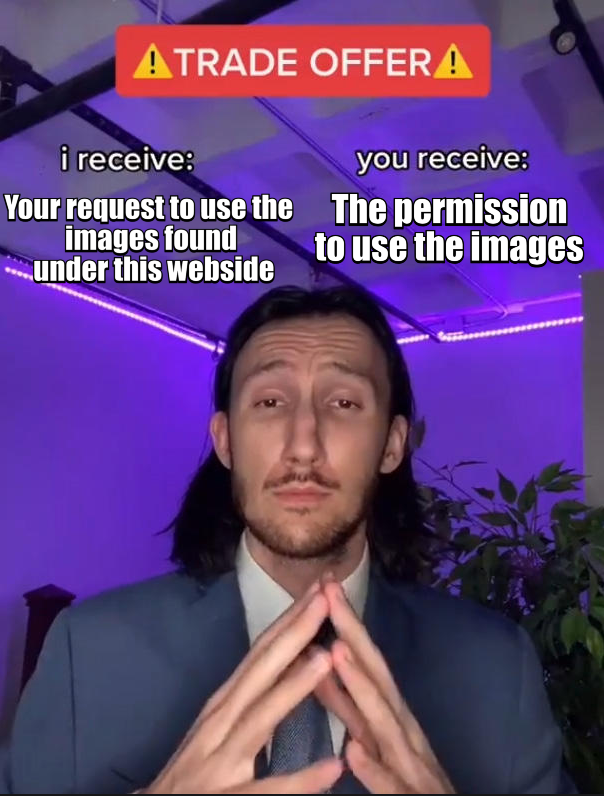 ⚠️TRADE OFFER⚠️
i receive:
you receive:
Your request to use the
images found
under this webside
The permission
to use the images